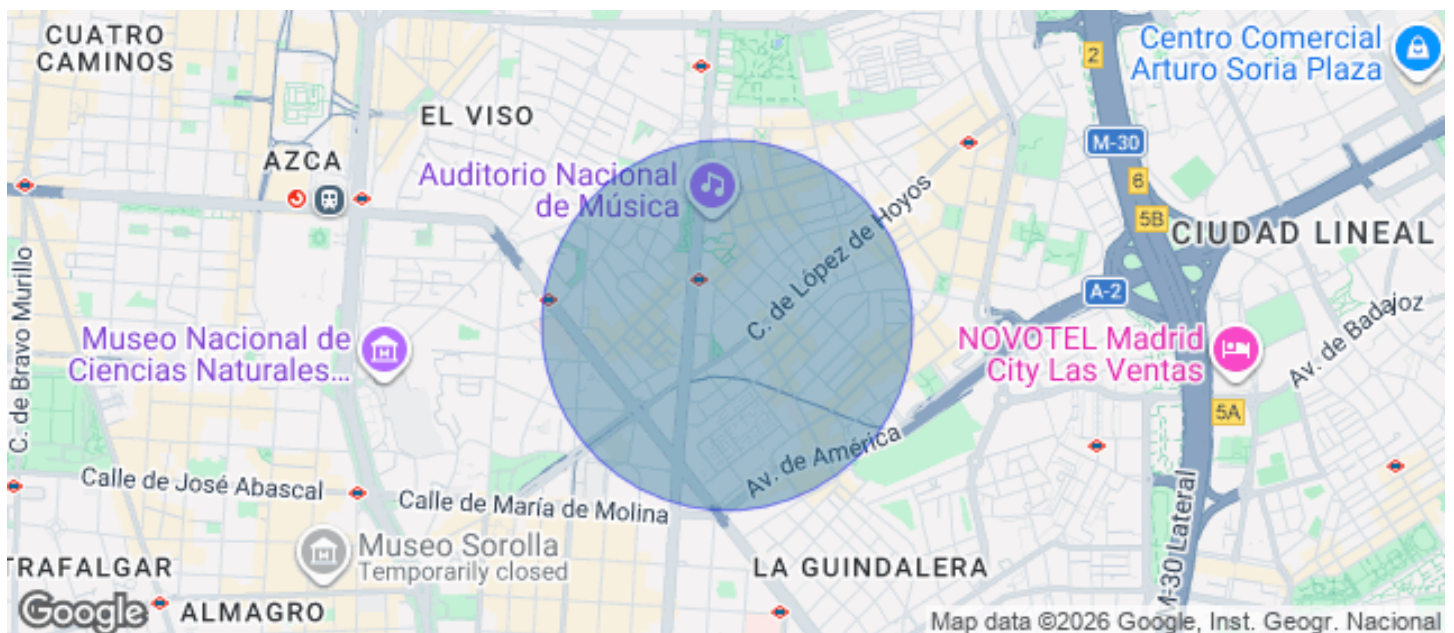 CUATRO
CAMINOS
2
Centro Comercial
Arturo Soria Plaza
EL VISO
AZCA
M-30
Auditorio Nacional
de Música
6
5B
CIUDAD LINEAL
C. de López de Hoyos
A-2
C. de Bravo Murillo
Museo Nacional de
Ciencias Naturales...
NOVOTEL Madrid
City Las Ventas
Av. de Badajoz
5A
Av. de América
Calle de José Abascal
Calle de María de Molina
M-30 Lateral
Museo Sorolla
Temporarily closed
TRAFALGAR
LA GUINDALERA
ALMAGRO
Google
Map data ©2026 Google, Inst. Geogr. Nacional